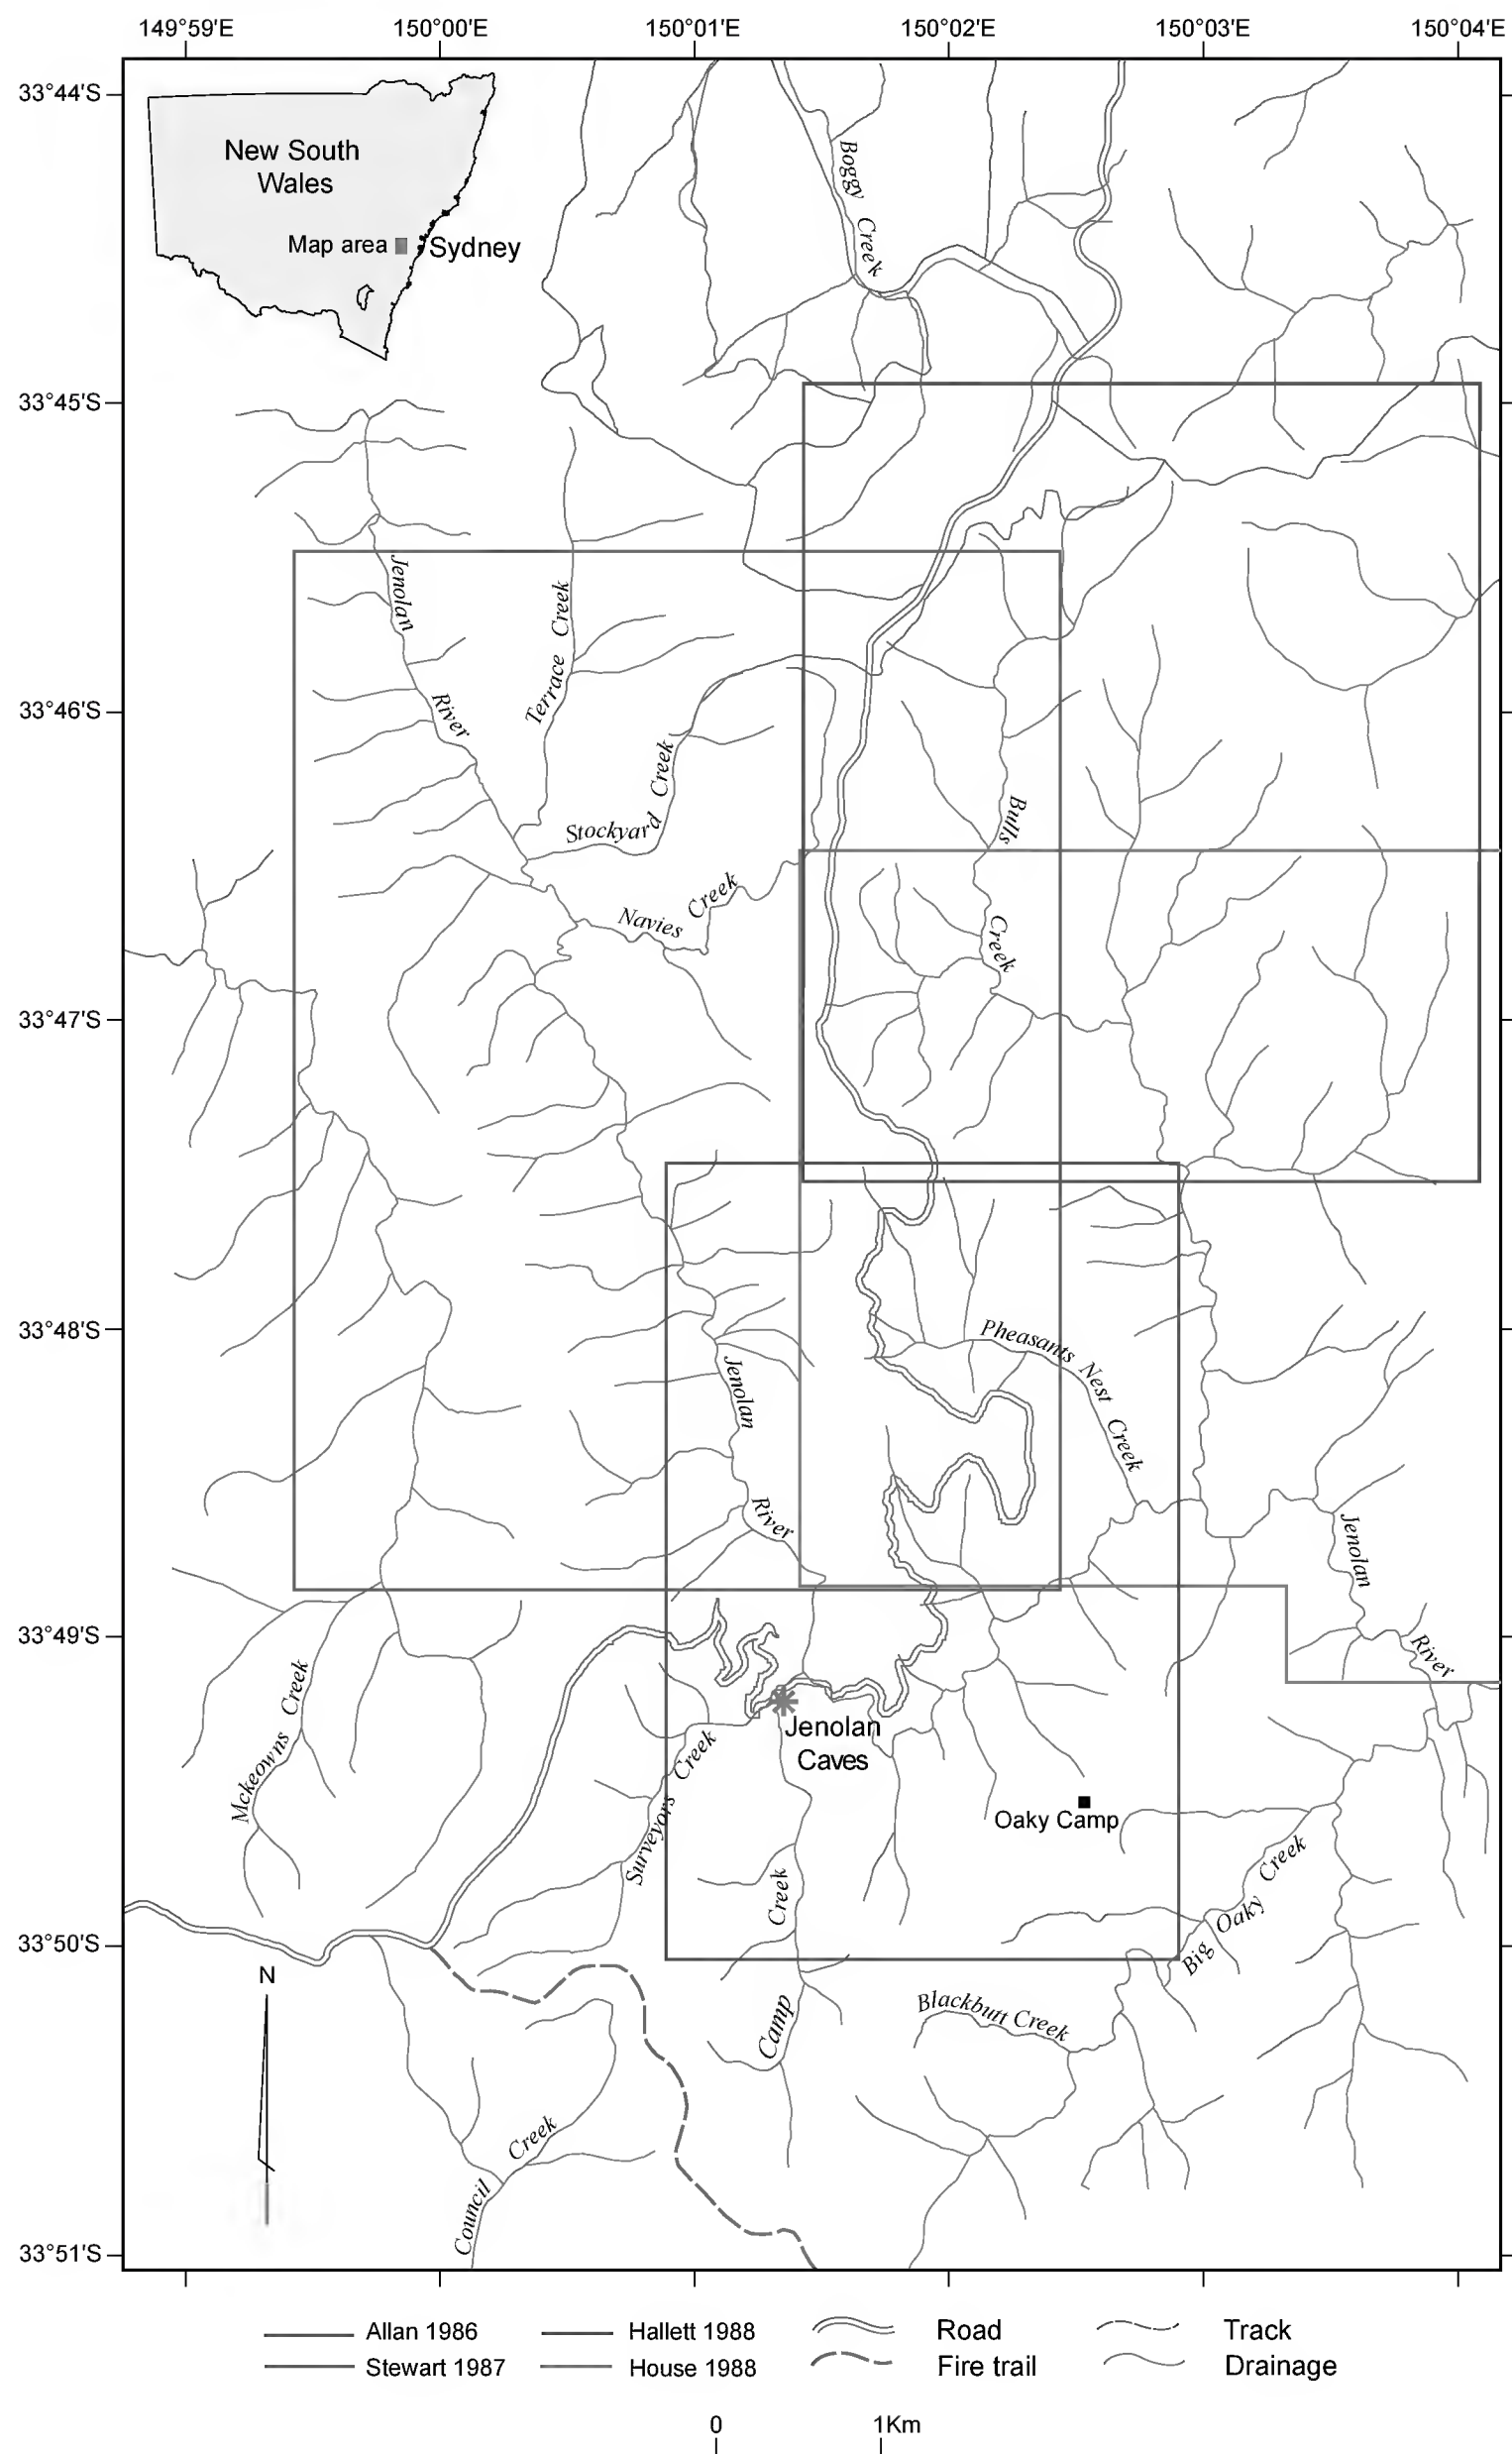 149°59'E
150°00'E
150°01'E
150°02'E
150°03'E
150°04'E
33°44'S
33°45'S
33°46'S
33°47'S
33°48'S
33°49'S
33°50'S
33°51'S
New South
Wales
Map area
Sydney
Boggy Creek
Jenolan River
Terrace Creek
Stockyard Creek
Navies Creek
Bulls Creek
Pheasants Nest Creek
Jenolan River
Jenolan River
Mckeowns Creek
Surveyors Creek
Jenolan
Caves
Oaky Camp
Big Oaky Creek
Camp Creek
Blackbutt Creek
Council Creek
N
Allan 1986
Hallett 1988
Road
Track
Stewart 1987
House 1988
Fire trail
Drainage
0
1Km